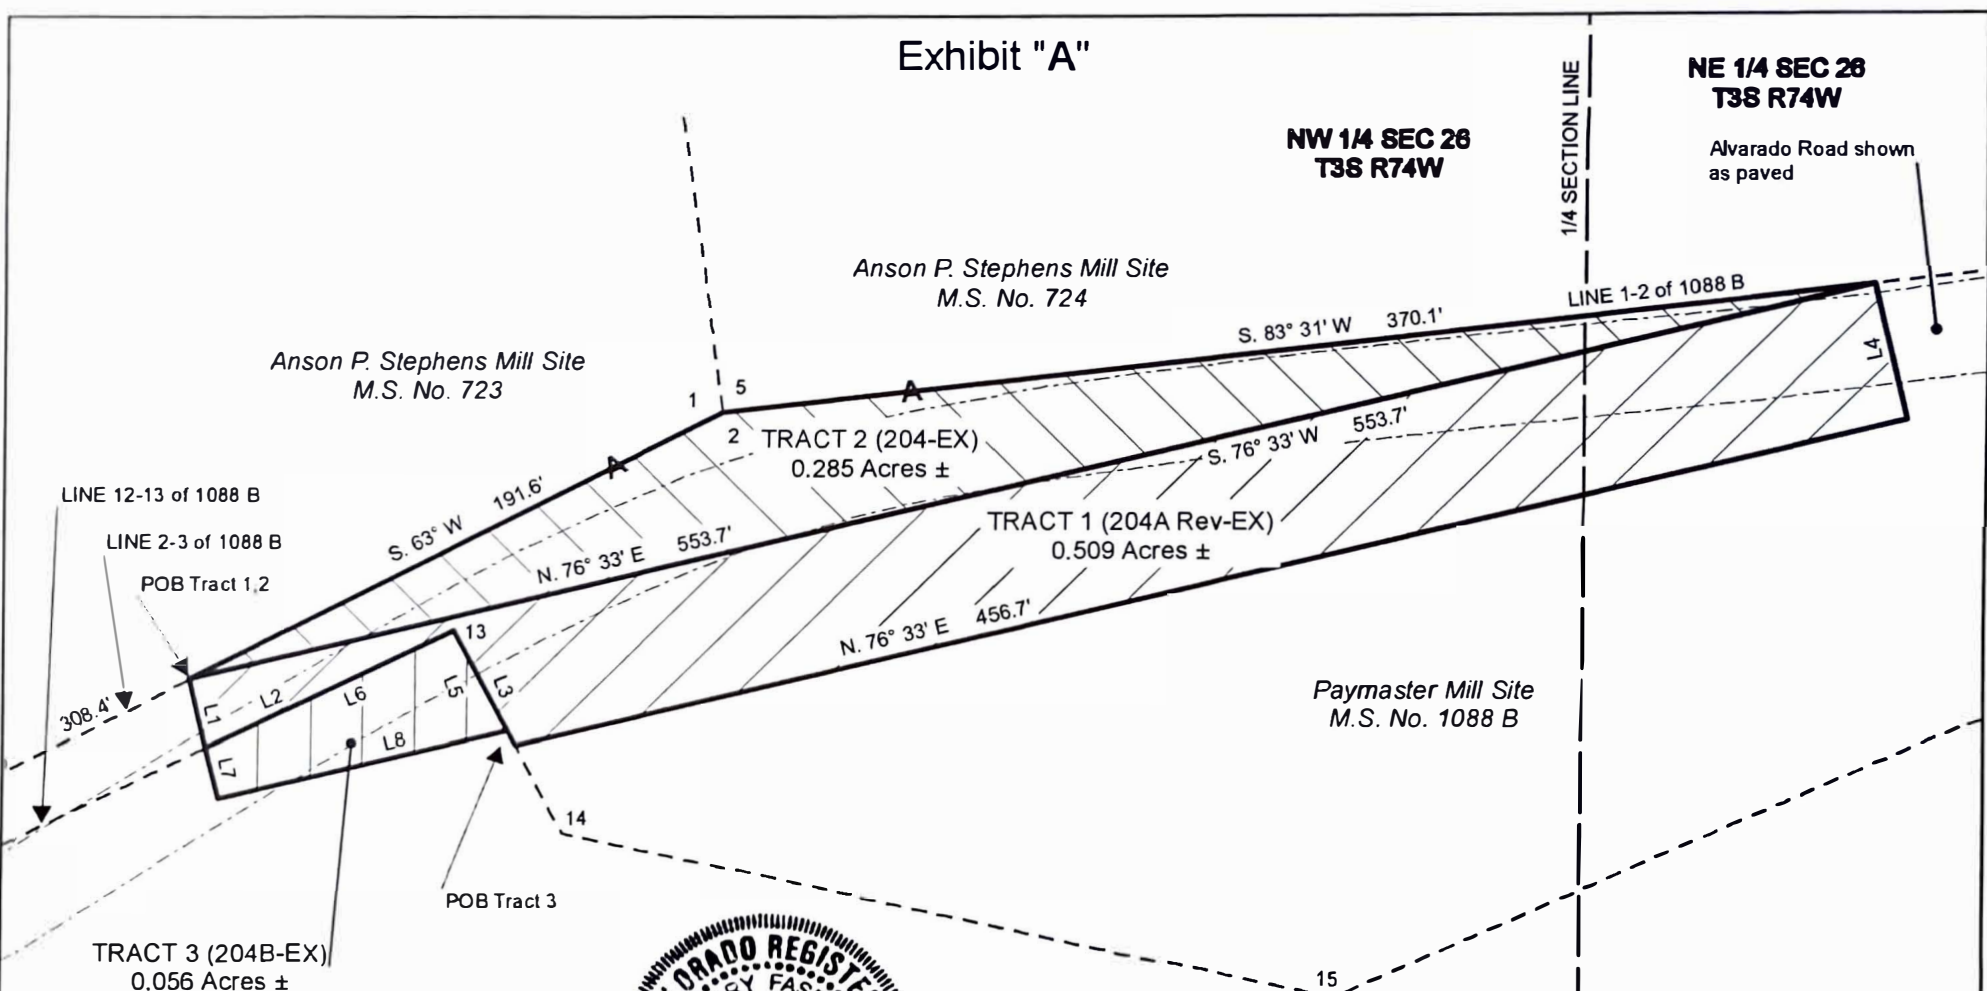 Exhibit "A"
NE 1/4 SEC 26
T3S R74W
NW 1/4 SEC 26
T3S R74W
1/4 SECTION LINE
Alvarado Road shown
as paved
Anson P. Stephens Mill Site
M.S. No. 724
LINE 1-2 of 1088 B
S. 83° 31' W 370.1'
L4
Anson P. Stephens Mill Site
M.S. No. 723
1
5
2
A
TRACT 2 (204-EX)
0.285 Acres ±
A
S. 76° 33' W 553.7'
S. 63° W 191.6'
LINE 12-13 of 1088 B
LINE 2-3 of 1088 B
POB Tract 1,2
N. 76° 33' E 553.7'
TRACT 1 (204A Rev-EX)
0.509 Acres ±
N. 76° 33' E 456.7'
13
308.4'
L1
L2
L6
L5
L3
L7
L8
Paymaster Mill Site
M.S. No. 1088 B
14
POB Tract 3
TRACT 3 (204B-EX)
0.056 Acres ±
ORADO REGISTE
15